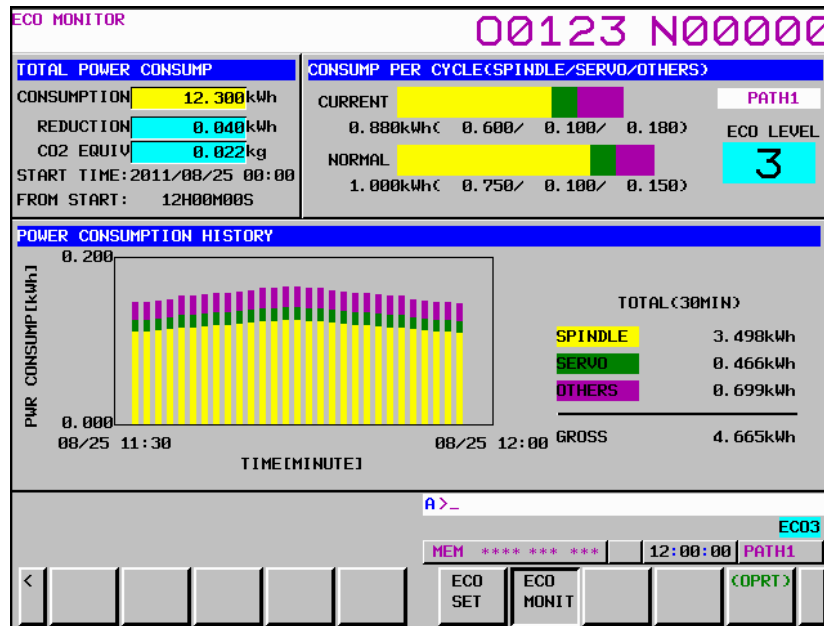 ECO MONITOR
O0123 N00000
TOTAL POWER CONSUMP
CONSUMPTION 12.300kWh
REDUCTION 0.040kWh
CO2 EQUIV 0.022kg
START TIME:2011/08/25 00:00
FROM START: 12H00M00S
CONSUMP PER CYCLE(SPINDLE/SERVO/OTHERS)
CURRENT
0.880kWh( 0.600/ 0.100/ 0.180)
NORMAL
1.000kWh( 0.750/ 0.100/ 0.150)
PATH1
ECO LEVEL
3
POWER CONSUMPTION HISTORY
0.200
PWR CONSUMP[kWh]
0.000
08/25 11:30 08/25 12:00
TIME[MINUTE]
TOTAL(30MIN)
SPINDLE 3.498kWh
SERVO 0.466kWh
OTHERS 0.699kWh
GROSS 4.665kWh
A>_
ECO3
MEM **** *** *** 12:00:00 PATH1
< ECO SET ECO MONIT (OPRT)